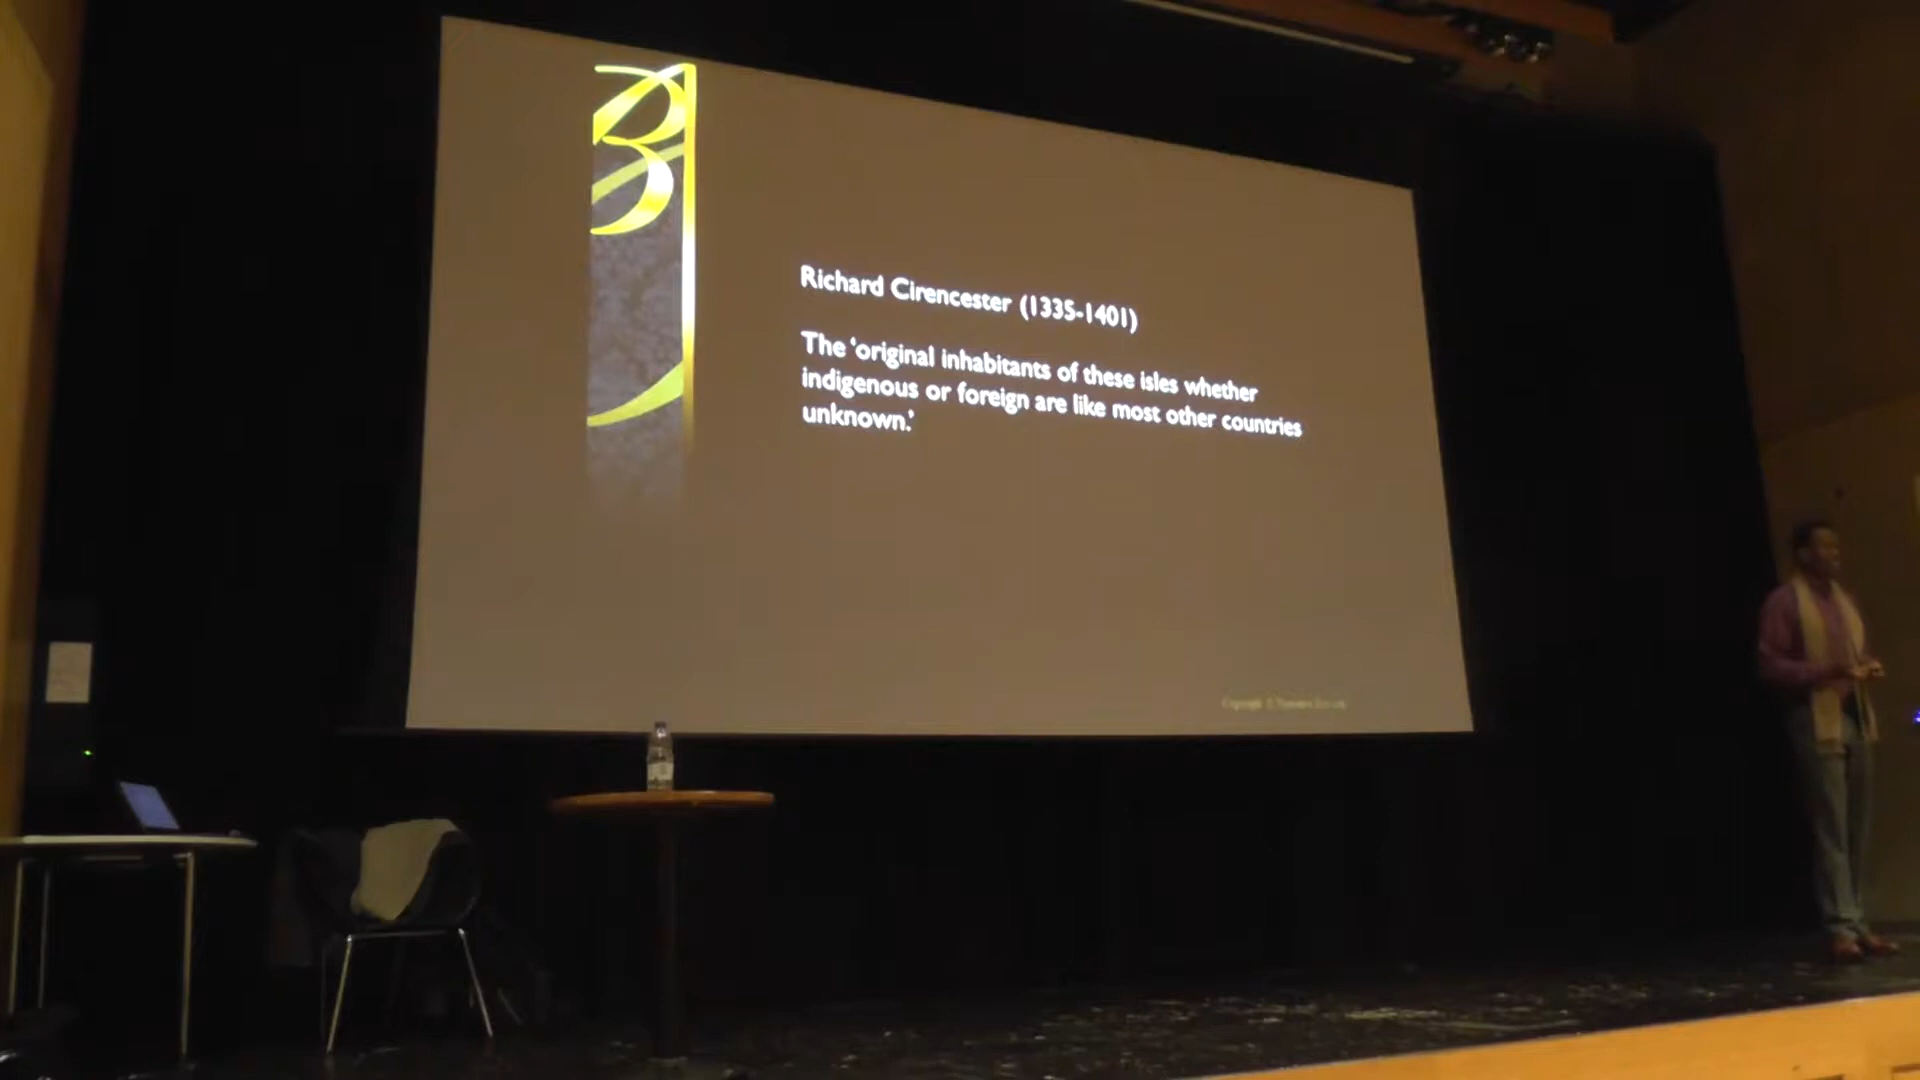 Richard Cirencester (1335-1401)
The ‘original inhabitants of these isles whether
indigenous or foreign are like most other countries
unknown.’
Copyright ©